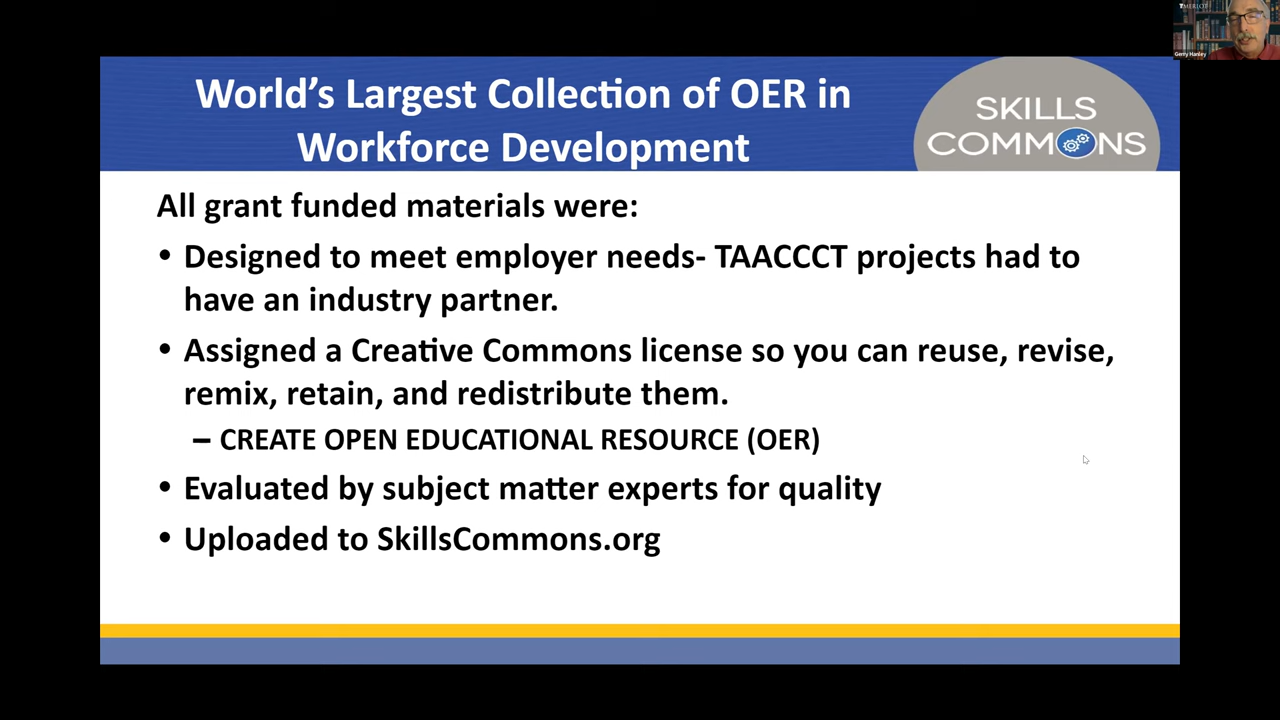 World's Largest Collection of OER in
Workforce Development
SKILLS
COMMONS
MERLOT
Gerry Hanley
All grant funded materials were:
• Designed to meet employer needs- TAACCCT projects had to
have an industry partner.
• Assigned a Creative Commons license so you can reuse, revise,
remix, retain, and redistribute them.
– CREATE OPEN EDUCATIONAL RESOURCE (OER)
• Evaluated by subject matter experts for quality
• Uploaded to SkillsCommons.org